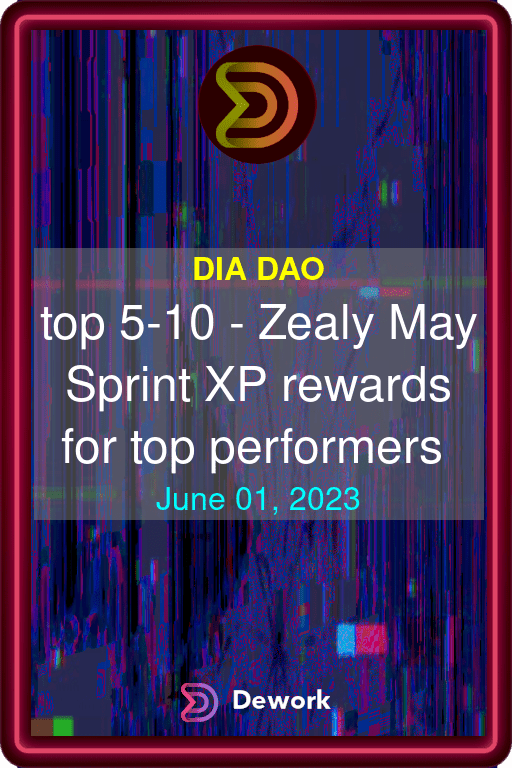 DIA DAO
top 5-10 - Zealy May
Sprint XP rewards
for top performers
June 01, 2023
Dework